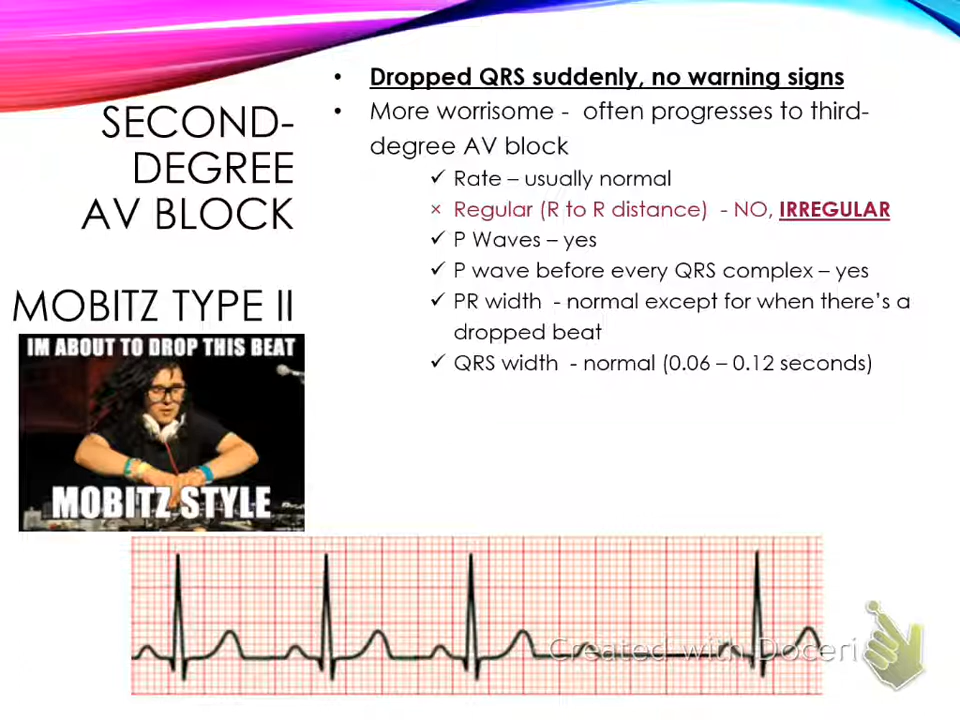 SECOND-
DEGREE
AV BLOCK
MOBITZ TYPE II
IM ABOUT TO DROP THIS BEAT
MOBITZ STYLE
• Dropped QRS suddenly, no warning signs
• More worrisome - often progresses to third-
degree AV block
✓ Rate – usually normal
× Regular (R to R distance) - NO, IRREGULAR
✓ P Waves – yes
✓ P wave before every QRS complex – yes
✓ PR width - normal except for when there's a
dropped beat
✓ QRS width - normal (0.06 – 0.12 seconds)
Created with Doceri